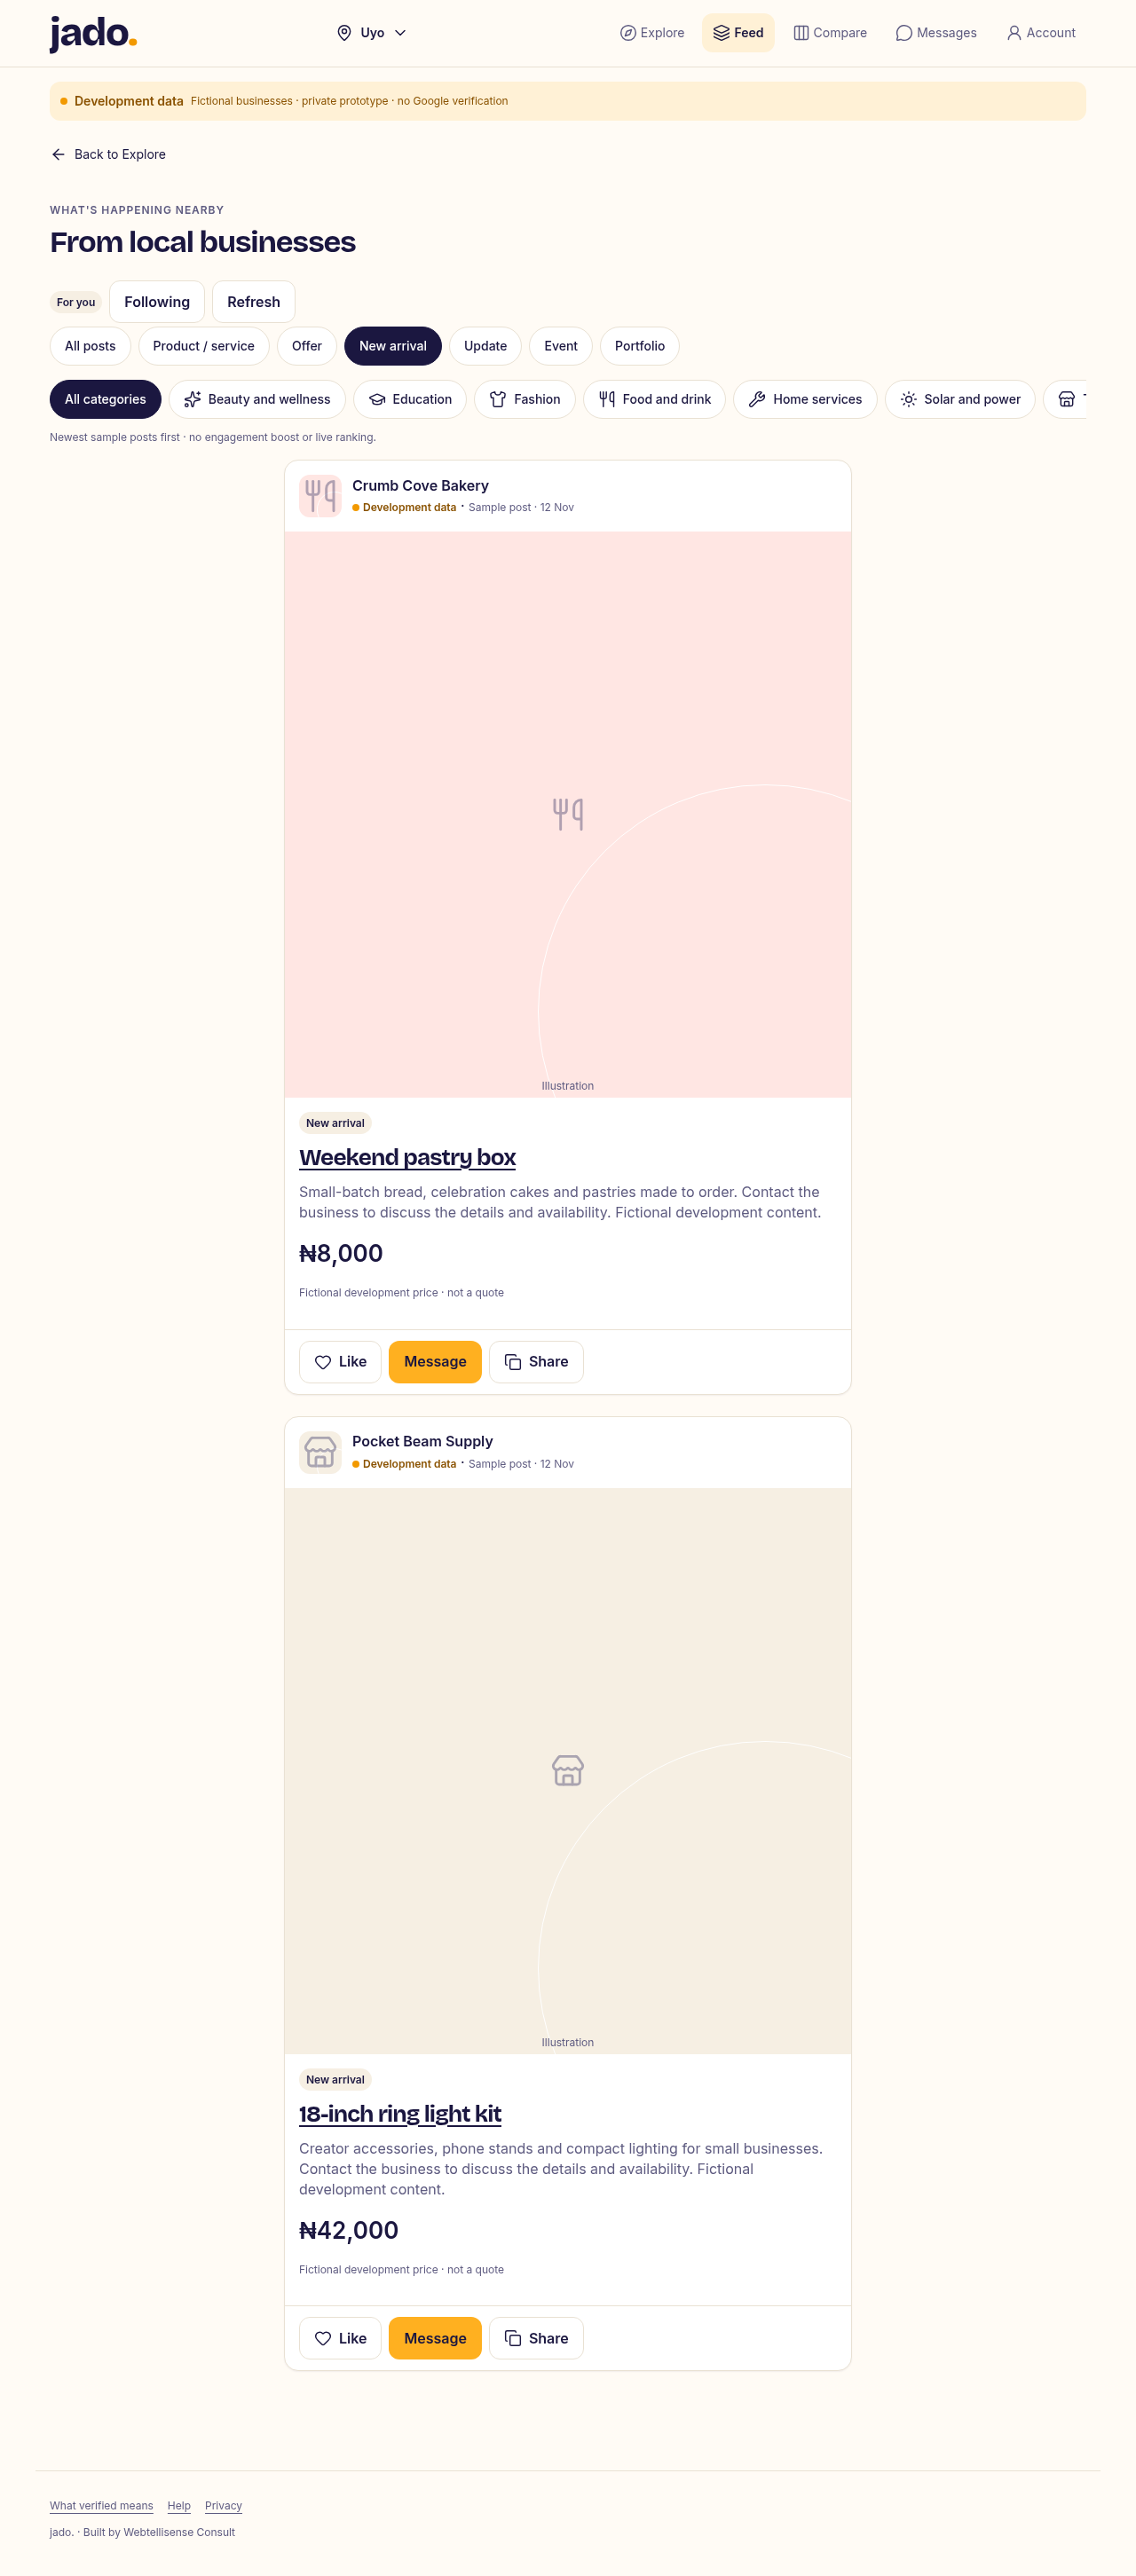 jado.
Uyo
Explore
Feed
Compare
Messages
Account
Development data Fictional businesses · private prototype · no Google verification
Back to Explore
WHAT'S HAPPENING NEARBY
From local businesses
For you Following Refresh
All posts Product / service Offer New arrival Update Event Portfolio
All categories Beauty and wellness Education Fashion Food and drink Home services Solar and power
Newest sample posts first · no engagement boost or live ranking.
Crumb Cove Bakery
Development data · Sample post · 12 Nov
Illustration
New arrival
Weekend pastry box
Small-batch bread, celebration cakes and pastries made to order. Contact the
business to discuss the details and availability. Fictional development content.
₦8,000
Fictional development price · not a quote
Like Message Share
Pocket Beam Supply
Development data · Sample post · 12 Nov
Illustration
New arrival
18-inch ring light kit
Creator accessories, phone stands and compact lighting for small businesses.
Contact the business to discuss the details and availability. Fictional
development content.
₦42,000
Fictional development price · not a quote
Like Message Share
What verified means Help Privacy
jado. · Built by Webtellisense Consult